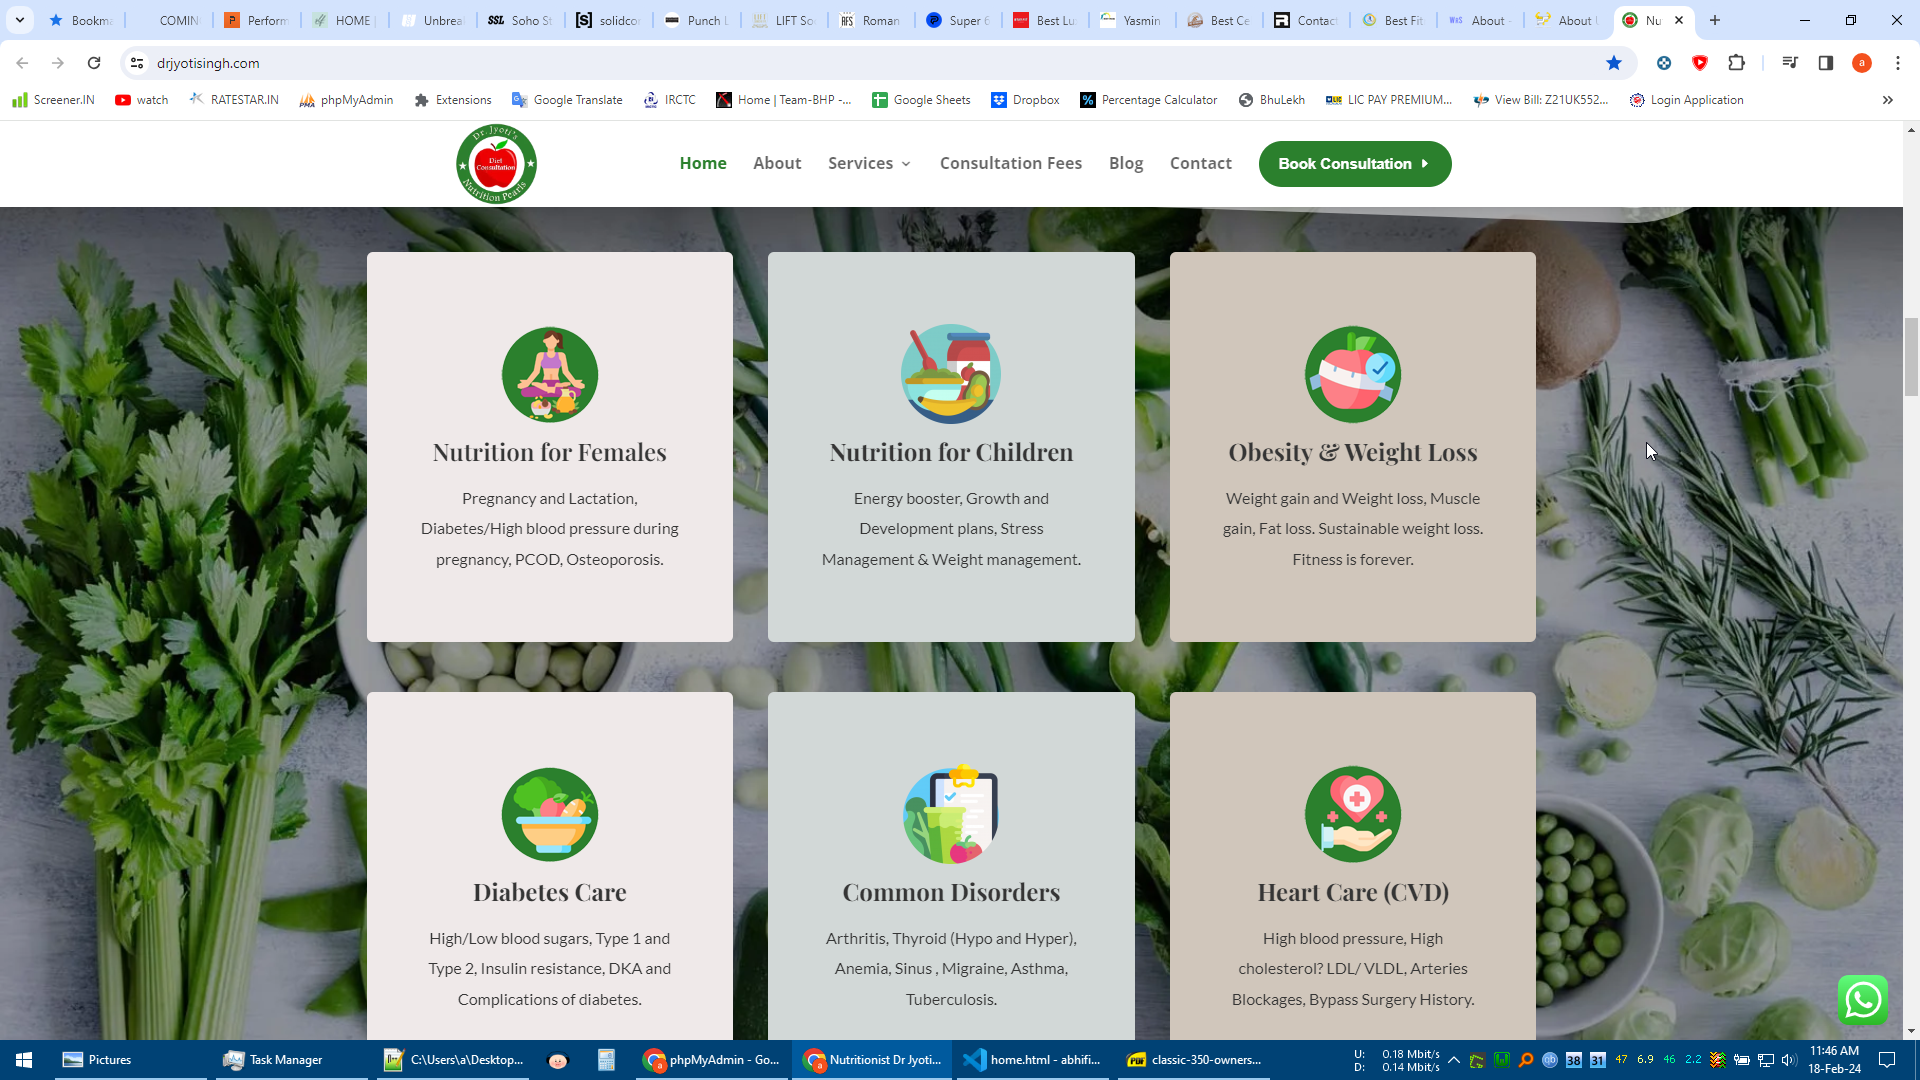 Bookma
COMIN
Perform
HOME
Unbrea
SSL
Soho St
[S]
solidcor
Punch L
LIFT So
RFS
Roman
Super 6
Best Lu
Yasmin
Best Ce
Contac
Best Fit
About -
About U
Nu
drjyotisingh.com
a
Screener.IN
watch
RATESTAR.IN
phpMyAdmin
Extensions
Google Translate
IRCTC
Home | Team-BHP -...
Google Sheets
Dropbox
Percentage Calculator
BhuLekh
LIC PAY PREMIUM...
View Bill: Z21UK552...
Login Application
Dr. Jyoti's
Diet
Consultation
Nutrition Pearls
Home
About
Services
Consultation Fees
Blog
Contact
Book Consultation
Nutrition for Females
Pregnancy and Lactation,
Diabetes/High blood pressure during
pregnancy, PCOD, Osteoporosis.
Nutrition for Children
Energy booster, Growth and
Development plans, Stress
Management & Weight management.
Obesity & Weight Loss
Weight gain and Weight loss, Muscle
gain, Fat loss. Sustainable weight loss.
Fitness is forever.
Diabetes Care
High/Low blood sugars, Type 1 and
Type 2, Insulin resistance, DKA and
Complications of diabetes.
Common Disorders
Arthritis, Thyroid (Hypo and Hyper),
Anemia, Sinus , Migraine, Asthma,
Tuberculosis.
Heart Care (CVD)
High blood pressure, High
cholesterol? LDL/ VLDL, Arteries
Blockages, Bypass Surgery History.
Pictures
Task Manager
C:\Users\a\Desktop...
phpMyAdmin - Go...
Nutritionist Dr Jyoti...
home.html - abhifi...
classic-350-owners...
U: 0.18 Mbit/s
D: 0.14 Mbit/s
38
31
47
6.9
46
2.2
11:46 AM
18-Feb-24